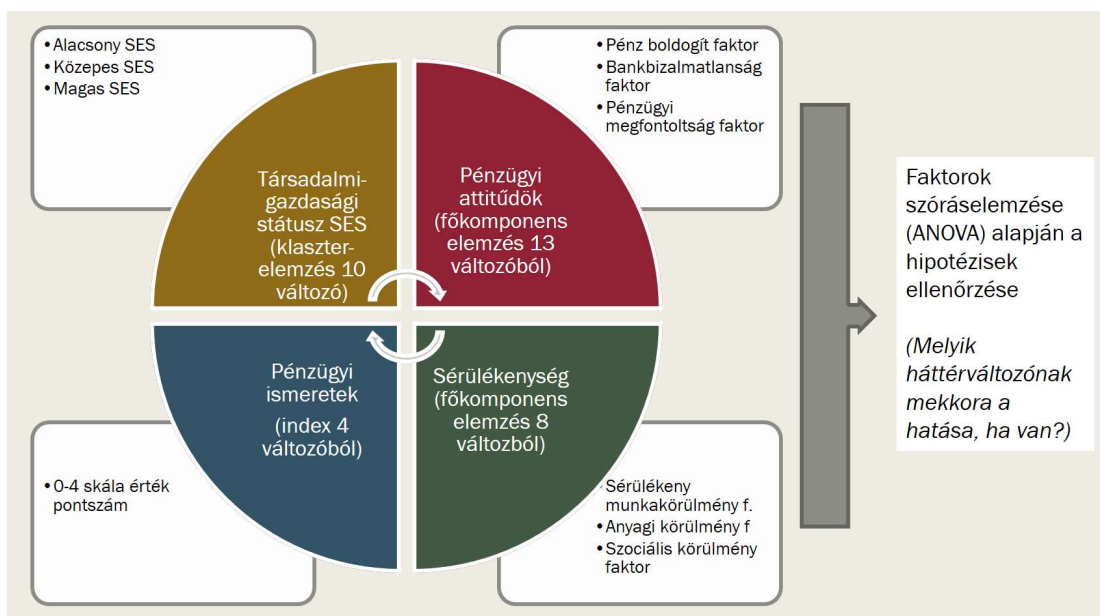 •Alacsony SES
•Közepes SES
•Magas SES
•Pénz boldogít faktor
•Bankbizalmatlanság
faktor
•Pénzügyi
megfontoltság faktor
Társadalmi-
gazdasági
státusz SES
(klaszter-
elemzés 10
változó)
Pénzügyi
attitűdök
(főkomponens
elemzés 13
változóból)
Pénzügyi
ismeretek
(index 4
változóból)
Sérülékenység
(főkomponens
elemzés 8
változból)
•0-4 skála érték
pontszám
•Sérülékeny
munkakörülmény f.
•Anyagi körülmény f
•Szociális körülmény
faktor
Faktorok
szóráselemzése
(ANOVA) alapján a
hipotézisek
ellenőrzése
(Melyik
háttérváltozónak
mekkora a
hatása, ha van?)